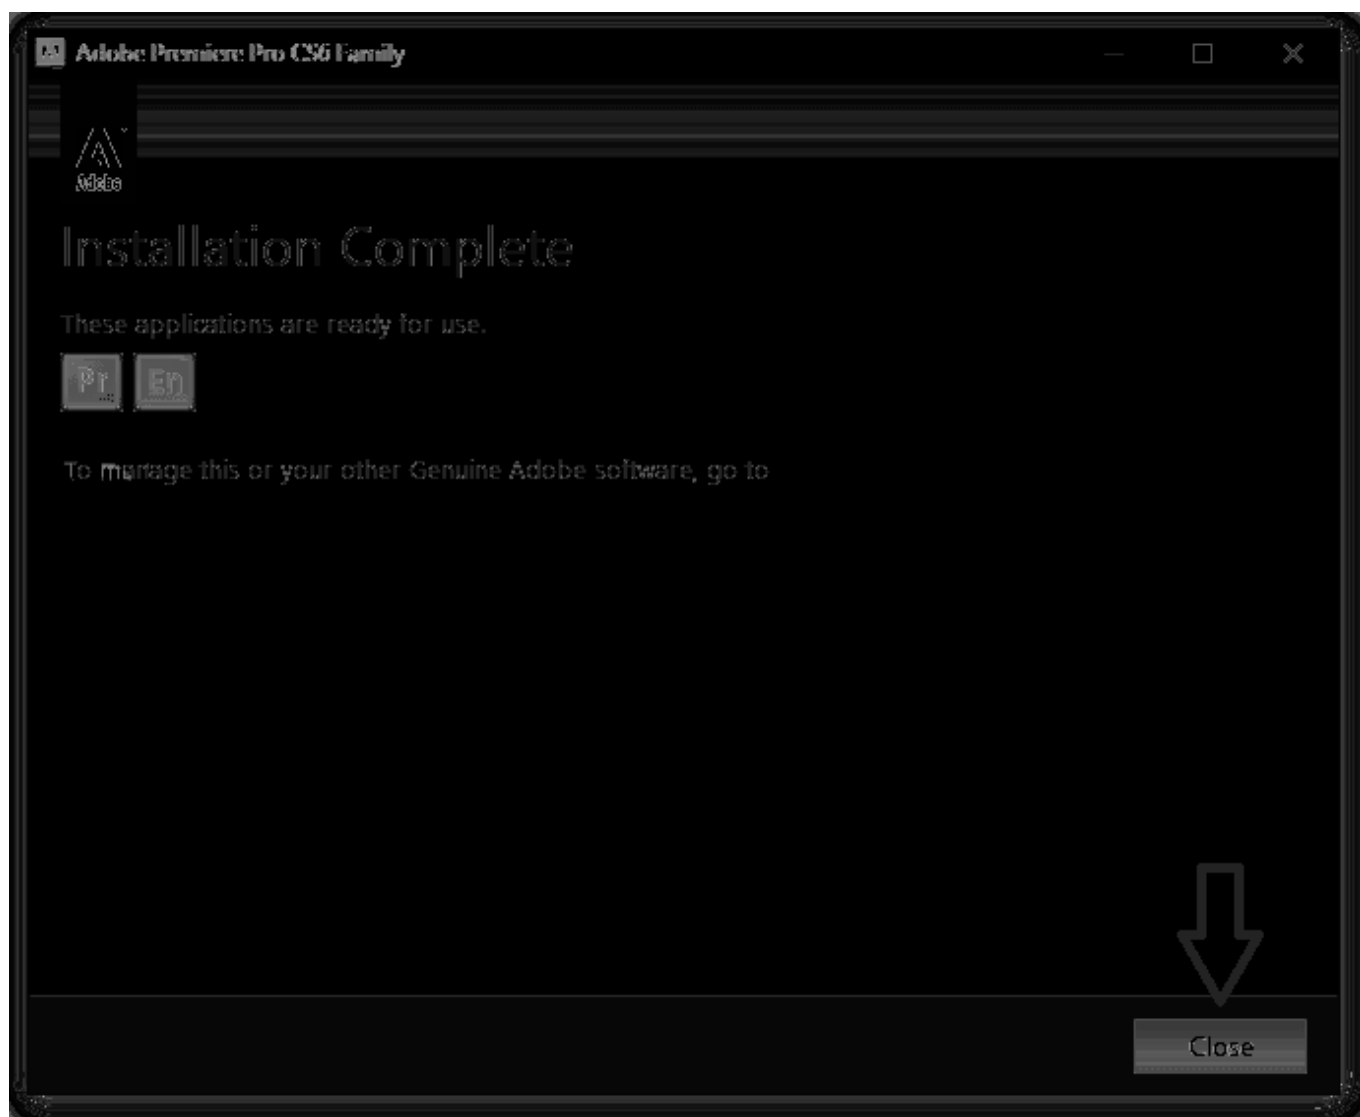 Adobe Premiere Pro CS6 Family
Adobe
Installation Complete
These applications are ready for use.
Pr En
To manage this or your other Genuine Adobe software, go to
Close